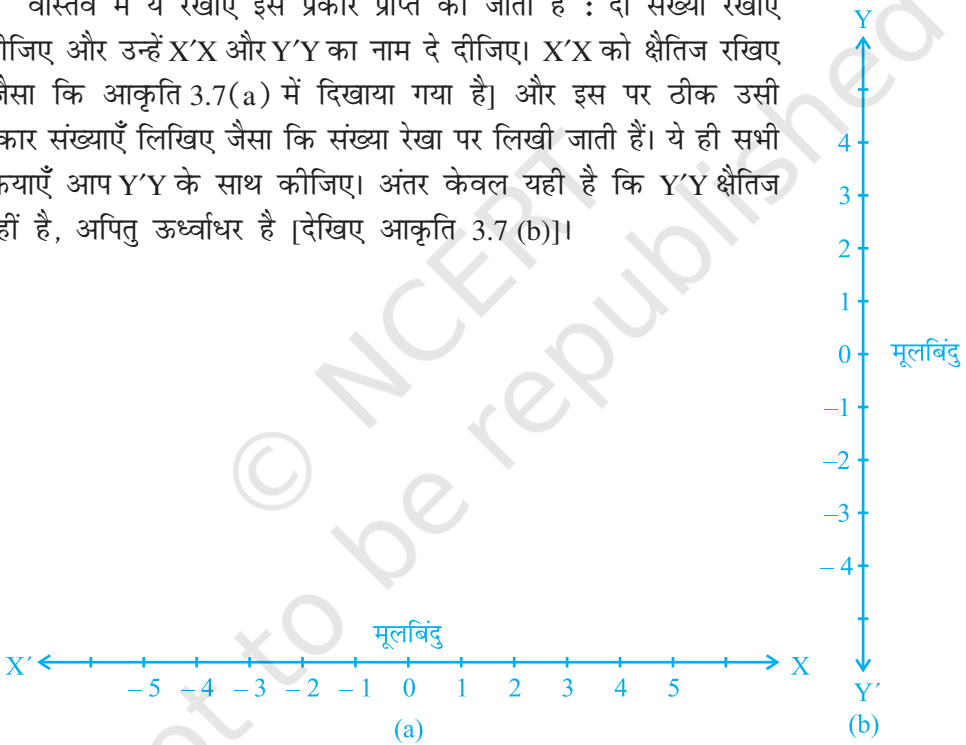 वास्तव में ये रेखाएँ इस प्रकार प्राप्त की जाती हैं : दो संख्या रेखाएँ
लीजिए और उन्हें X′X और Y′Y का नाम दे दीजिए। X′X को क्षैतिज रखिए
जैसा कि आकृति 3.7(a) में दिखाया गया है] और इस पर ठीक उसी
प्रकार संख्याएँ लिखिए जैसा कि संख्या रेखा पर लिखी जाती हैं। ये ही सभी
क्रियाएँ आप Y′Y के साथ कीजिए। अंतर केवल यही है कि Y′Y क्षैतिज
नहीं है, अपितु ऊर्ध्वाधर है [देखिए आकृति 3.7 (b)]।
Y
4
3
2
1
0 मूलबिंदु
–1
–2
–3
– 4
Y′
(b)
मूलबिंदु
X′ X
– 5 – 4 – 3 – 2 – 1 0 1 2 3 4 5
(a)
© NCERT
not to be republished